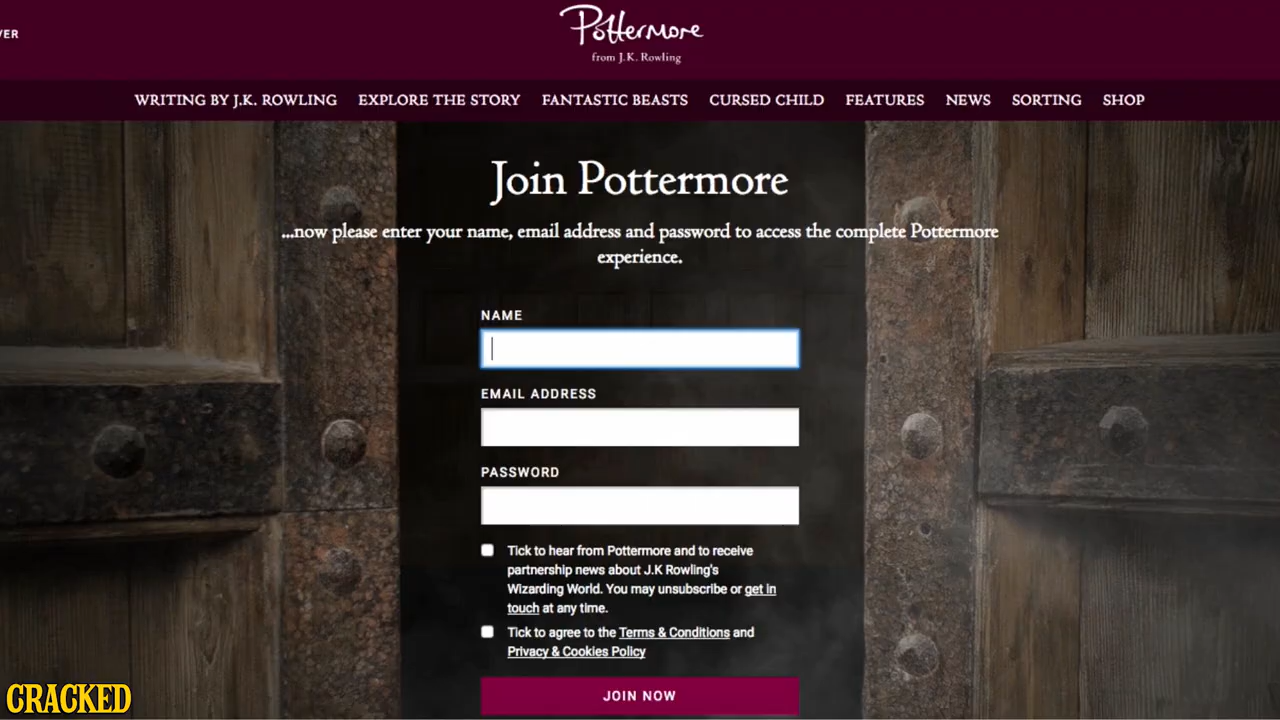 Pottermore
from J.K. Rowling
WRITING BY J.K. ROWLING EXPLORE THE STORY FANTASTIC BEASTS CURSED CHILD FEATURES NEWS SORTING SHOP
Join Pottermore
...now please enter your name, email address and password to access the complete Pottermore
experience.
NAME
EMAIL ADDRESS
PASSWORD
Tick to hear from Pottermore and to receive
partnership news about J.K Rowling's
Wizarding World. You may unsubscribe or get in
touch at any time.
Tick to agree to the Terms & Conditions and
Privacy & Cookies Policy
JOIN NOW
CRACKED